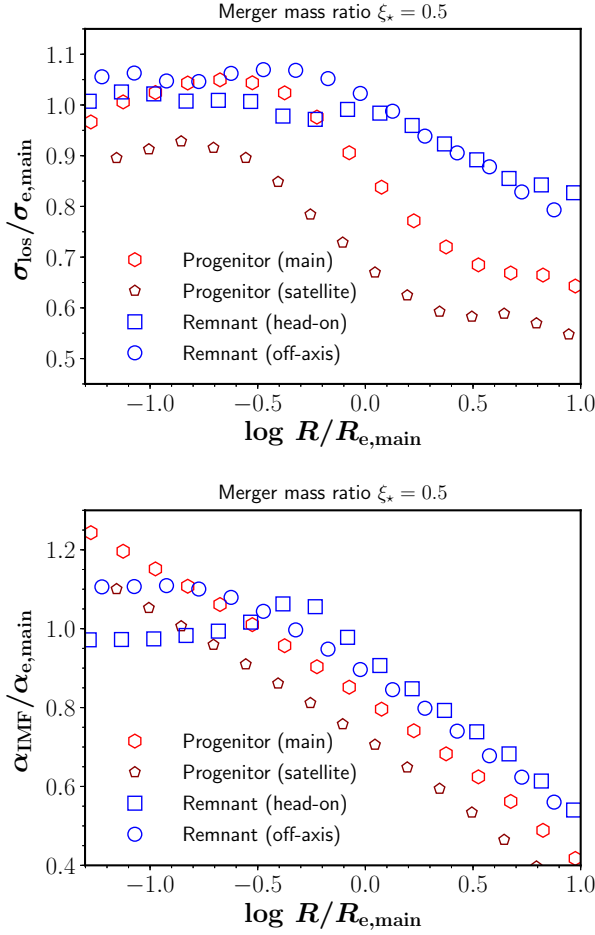 Merger mass ratio ξ⋆ = 0.5
σlos/σe,main
1.1
1.0
0.9
0.8
0.7
0.6
0.5
Progenitor (main)
Progenitor (satellite)
Remnant (head-on)
Remnant (off-axis)
−1.0 −0.5 0.0 0.5 1.0
log R/Re,main
Merger mass ratio ξ⋆ = 0.5
αIMF/αe,main
1.2
1.0
0.8
0.6
0.4
Progenitor (main)
Progenitor (satellite)
Remnant (head-on)
Remnant (off-axis)
−1.0 −0.5 0.0 0.5 1.0
log R/Re,main